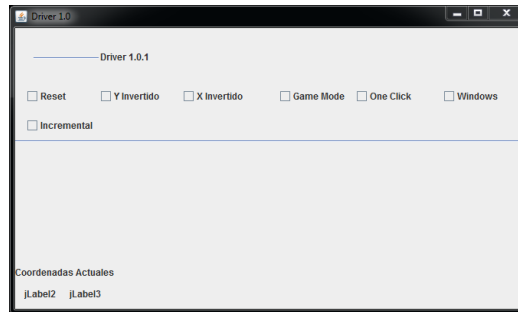 Driver 1.0
Driver 1.0.1
Reset Y Invertido X Invertido Game Mode One Click Windows
Incremental
Coordenadas Actuales
jLabel2 jLabel3